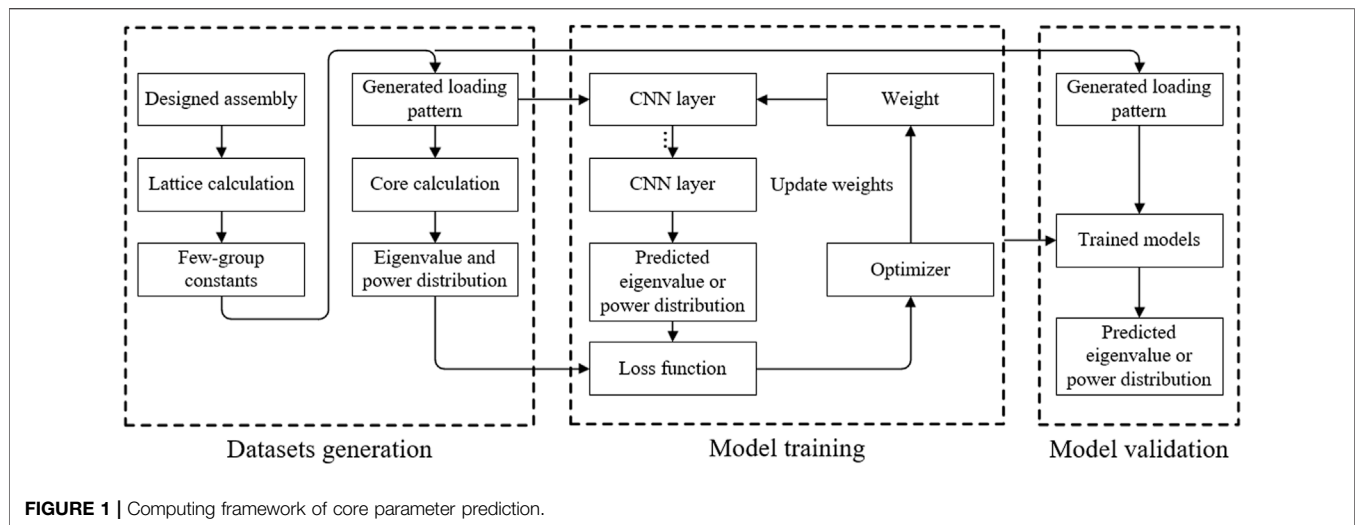 Designed assembly
Lattice calculation
Few-group
constants
Generated loading
pattern
Core calculation
Eigenvalue and
power distribution
Datasets generation
CNN layer
CNN layer
Predicted
eigenvalue or
power distribution
Loss function
Weight
Update weights
Optimizer
Model training
Generated loading
pattern
Trained models
Predicted
eigenvalue or
power distribution
Model validation
FIGURE 1 | Computing framework of core parameter prediction.